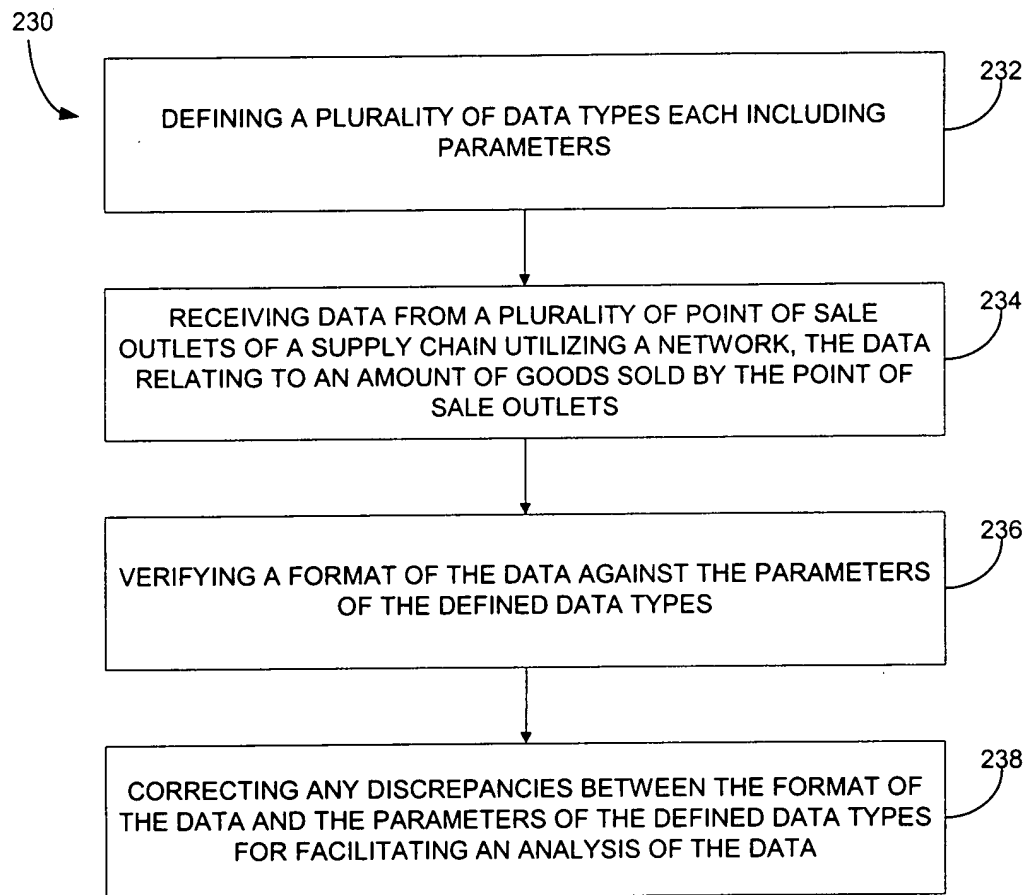 230
232
DEFINING A PLURALITY OF DATA TYPES EACH INCLUDING
PARAMETERS
234
RECEIVING DATA FROM A PLURALITY OF POINT OF SALE
OUTLETS OF A SUPPLY CHAIN UTILIZING A NETWORK, THE DATA
RELATING TO AN AMOUNT OF GOODS SOLD BY THE POINT OF
SALE OUTLETS
236
VERIFYING A FORMAT OF THE DATA AGAINST THE PARAMETERS
OF THE DEFINED DATA TYPES
238
CORRECTING ANY DISCREPANCIES BETWEEN THE FORMAT OF
THE DATA AND THE PARAMETERS OF THE DEFINED DATA TYPES
FOR FACILITATING AN ANALYSIS OF THE DATA